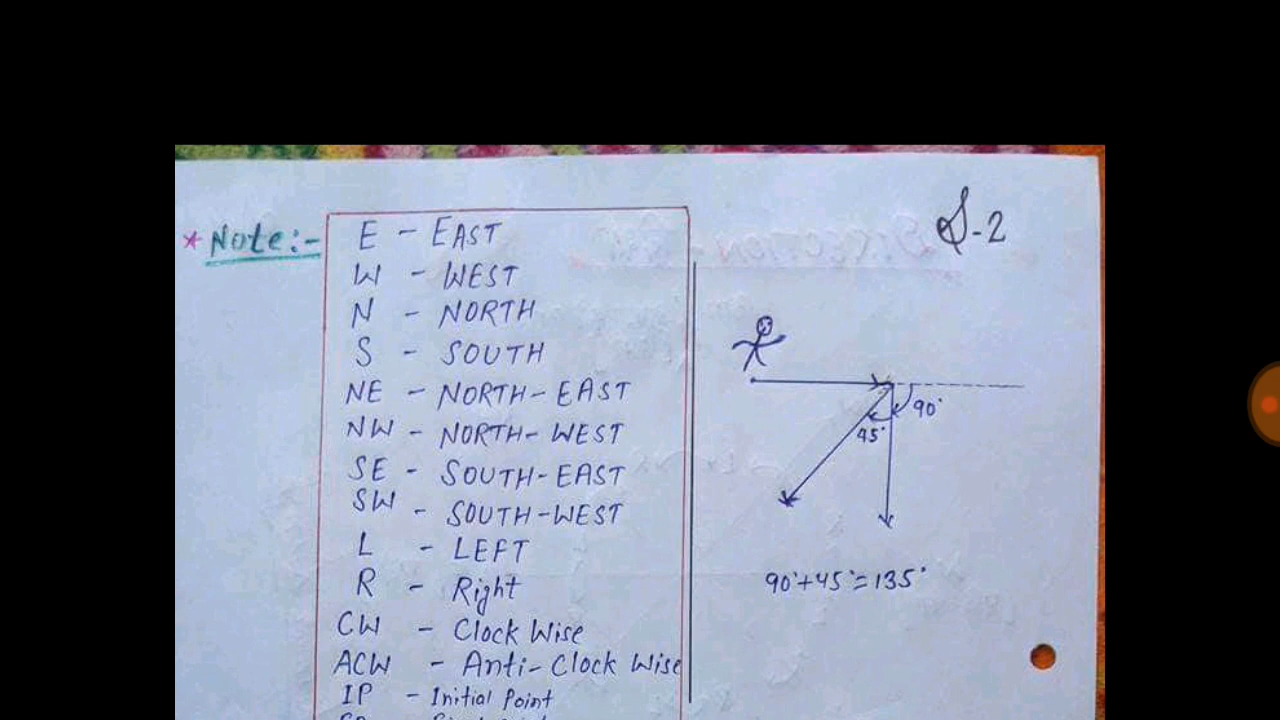 S-2
* Note:-
E - EAST
W - WEST
N - NORTH
S - SOUTH
NE - NORTH-EAST
NW - NORTH-WEST
SE - SOUTH-EAST
SW - SOUTH-WEST
L - LEFT
R - Right
CW - Clock Wise
ACW - Anti-Clock Wise
IP - Initial Point
90°
45°
90°+45°=135°